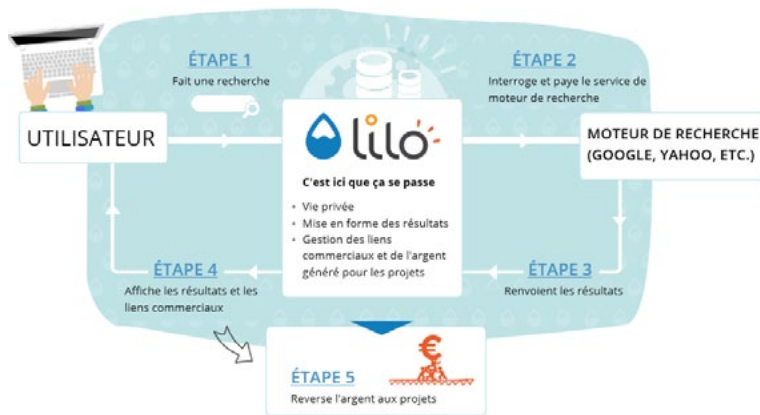 ÉTAPE 1
Fait une recherche
ÉTAPE 2
Interroge et paye le service de
moteur de recherche
UTILISATEUR
lilo
C'est ici que ça se passe
• Vie privée
• Mise en forme des résultats
• Gestion des liens
commerciaux et de l'argent
généré pour les projets
MOTEUR DE RECHERCHE
(GOOGLE, YAHOO, ETC.)
ÉTAPE 3
Renvoient les résultats
ÉTAPE 4
Affiche les résultats et les
liens commerciaux
ÉTAPE 5
Reverse l'argent aux projets
€